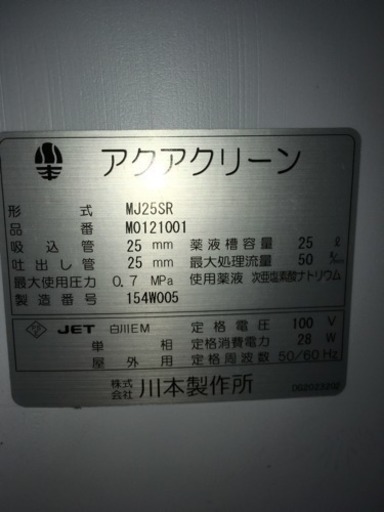 アクアクリーン
形式 MJ25SR
品番 M0121001
吸込管 25 mm 薬液槽容量 25 ℓ
吐出し管 25 mm 最大処理流量 50 ℓ/min
最大使用圧力 0.7 MPa 使用薬液 次亜塩素酸ナトリウム
製造番号 154W005
JET 白川EM 定格電圧 100 V
単相 定格消費電力 28 W
屋外用 定格周波数 50/60 Hz
株式会社 川本製作所